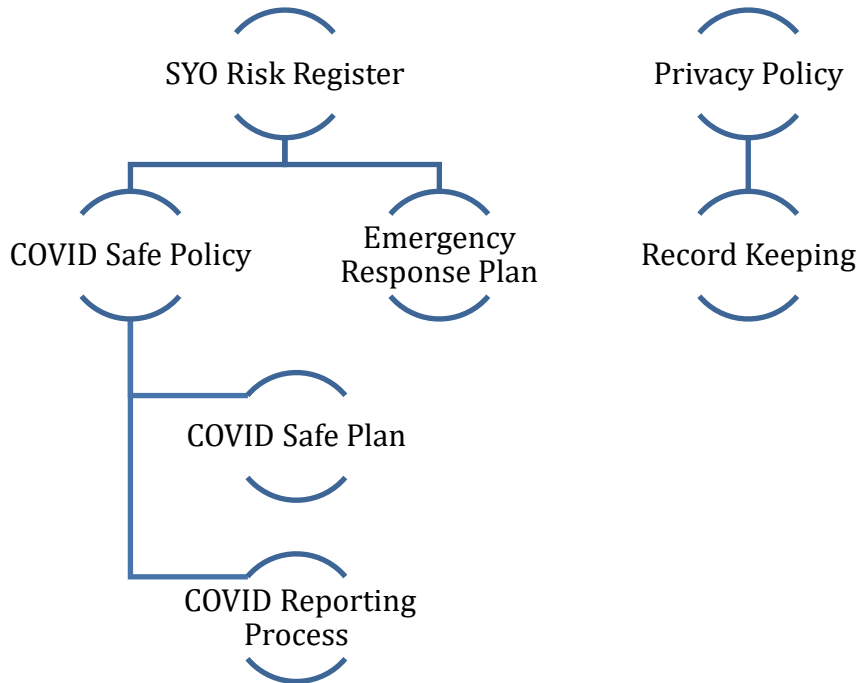 SYO Risk Register
Privacy Policy
COVID Safe Policy
Emergency
Response Plan
Record Keeping
COVID Safe Plan
COVID Reporting
Process